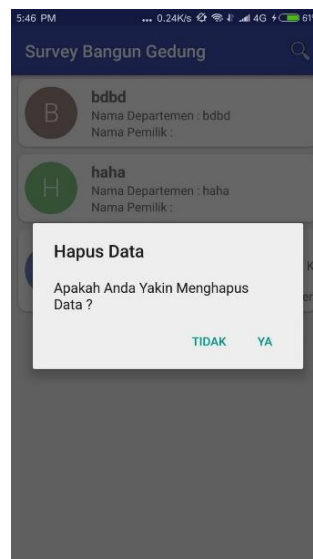 5:46 PM ... 0.24K/s 4G 61%
Survey Bangun Gedung
B
bdbd
Nama Departemen : bdbd
Nama Pemilik :
H
haha
Nama Departemen : haha
Nama Pemilik :
K
Hapus Data
Apakah Anda Yakin Menghapus
Data ?
TIDAK YA